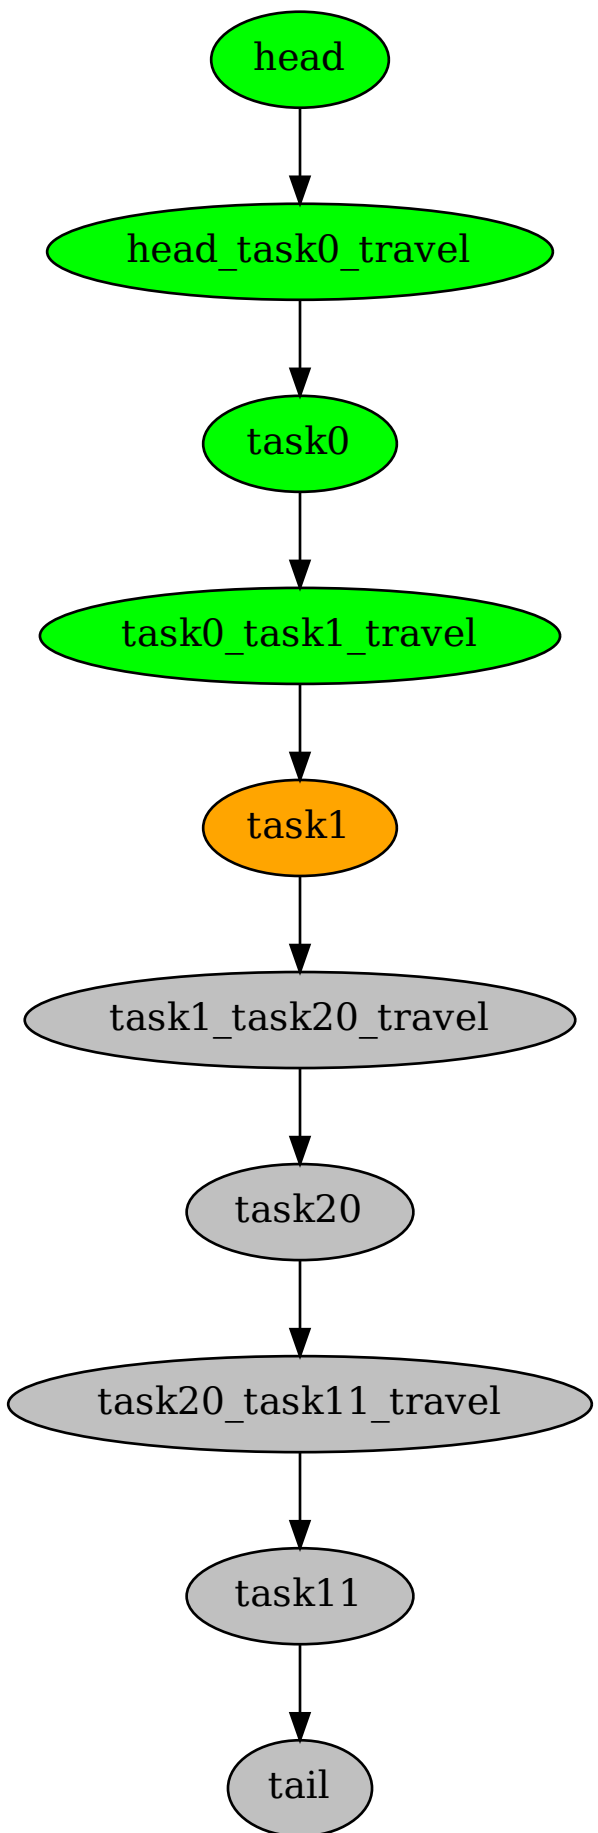 head
head_task0_travel
task0
task0_task1_travel
task1
task1_task20_travel
task20
task20_task11_travel
task11
tail